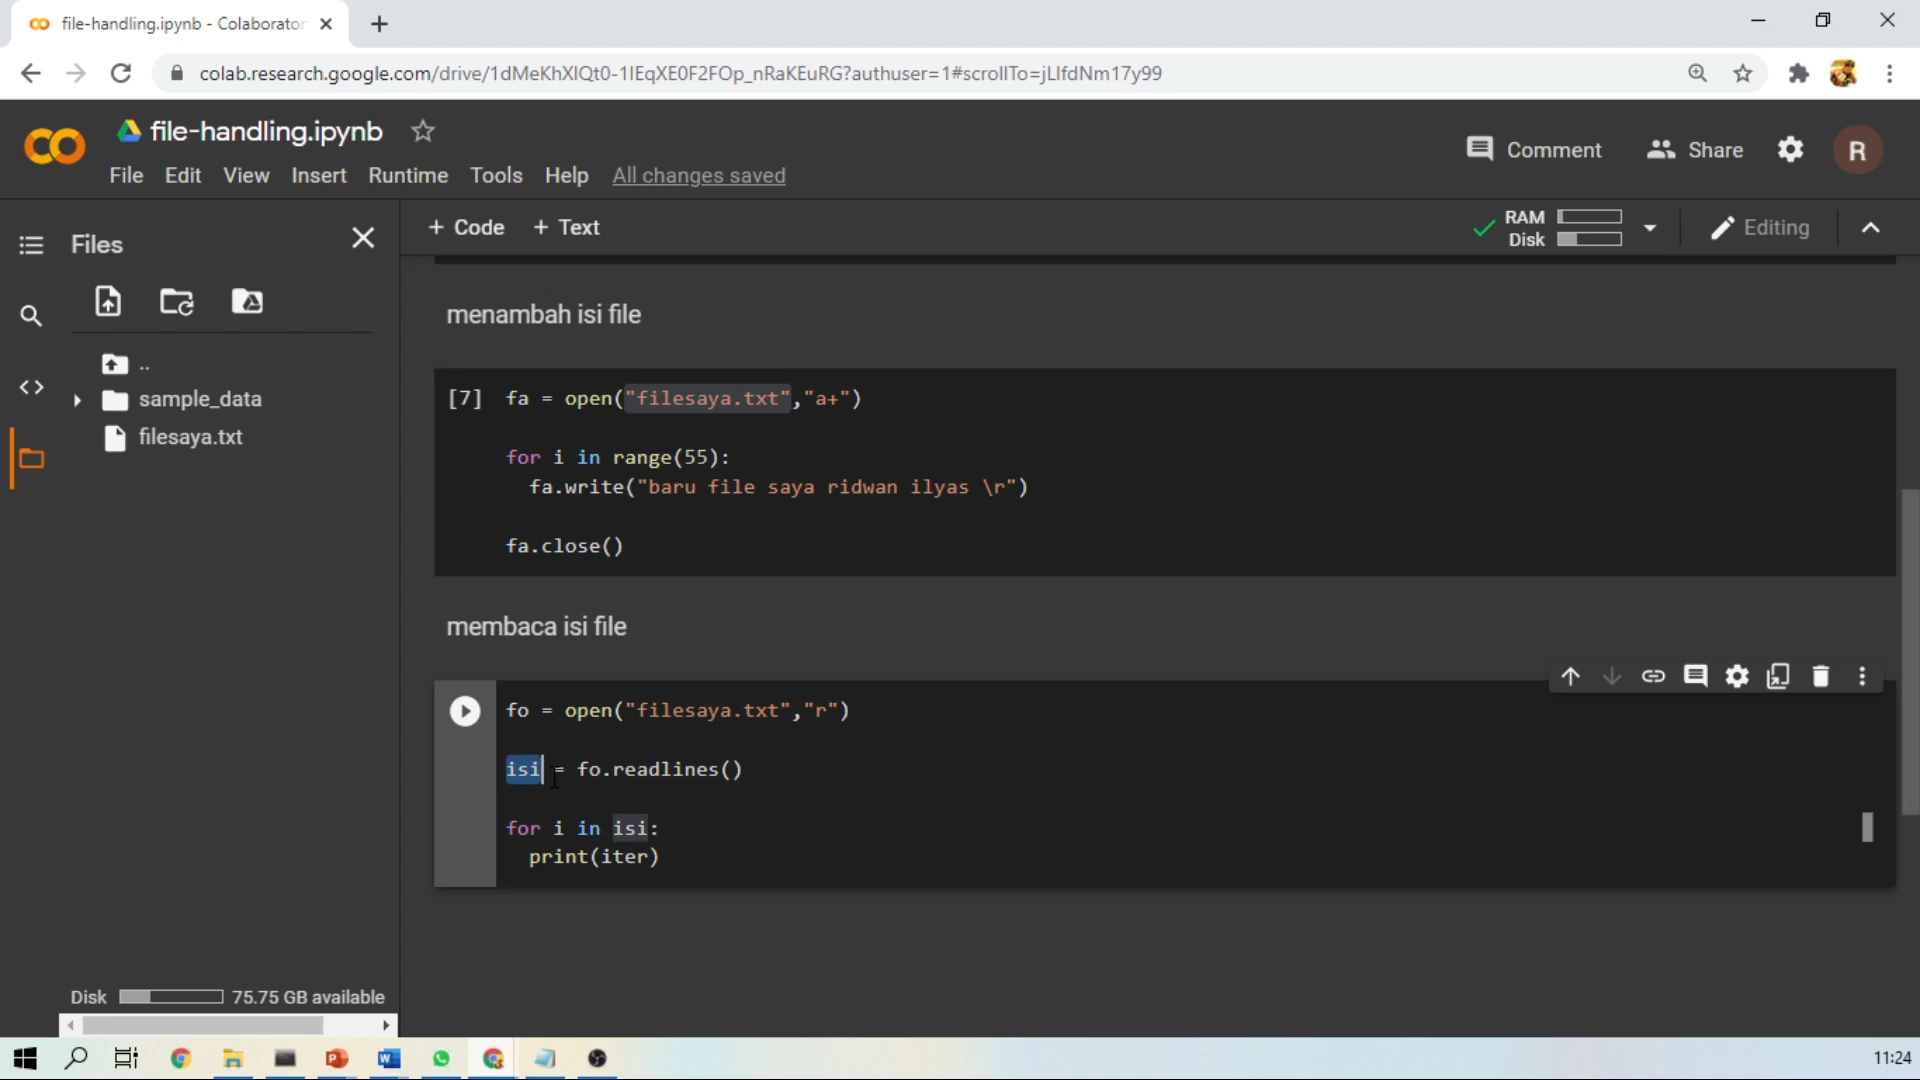 file-handling.ipynb - Colaborator
colab.research.google.com/drive/1dMeKhXIQt0-1IEqXE0F2FOp_nRaKEuRG?authuser=1#scrollTo=jLIfdNm17y99
file-handling.ipynb
Comment
Share
R
File Edit View Insert Runtime Tools Help All changes saved
Files
+ Code + Text
RAM
Disk
Editing
..
sample_data
filesaya.txt
menambah isi file
[7] fa = open("filesaya.txt","a+")
for i in range(55):
fa.write("baru file saya ridwan ilyas \r")
fa.close()
membaca isi file
fo = open("filesaya.txt","r")
isi = fo.readlines()
for i in isi:
print(iter)
Disk 75.75 GB available
11:24